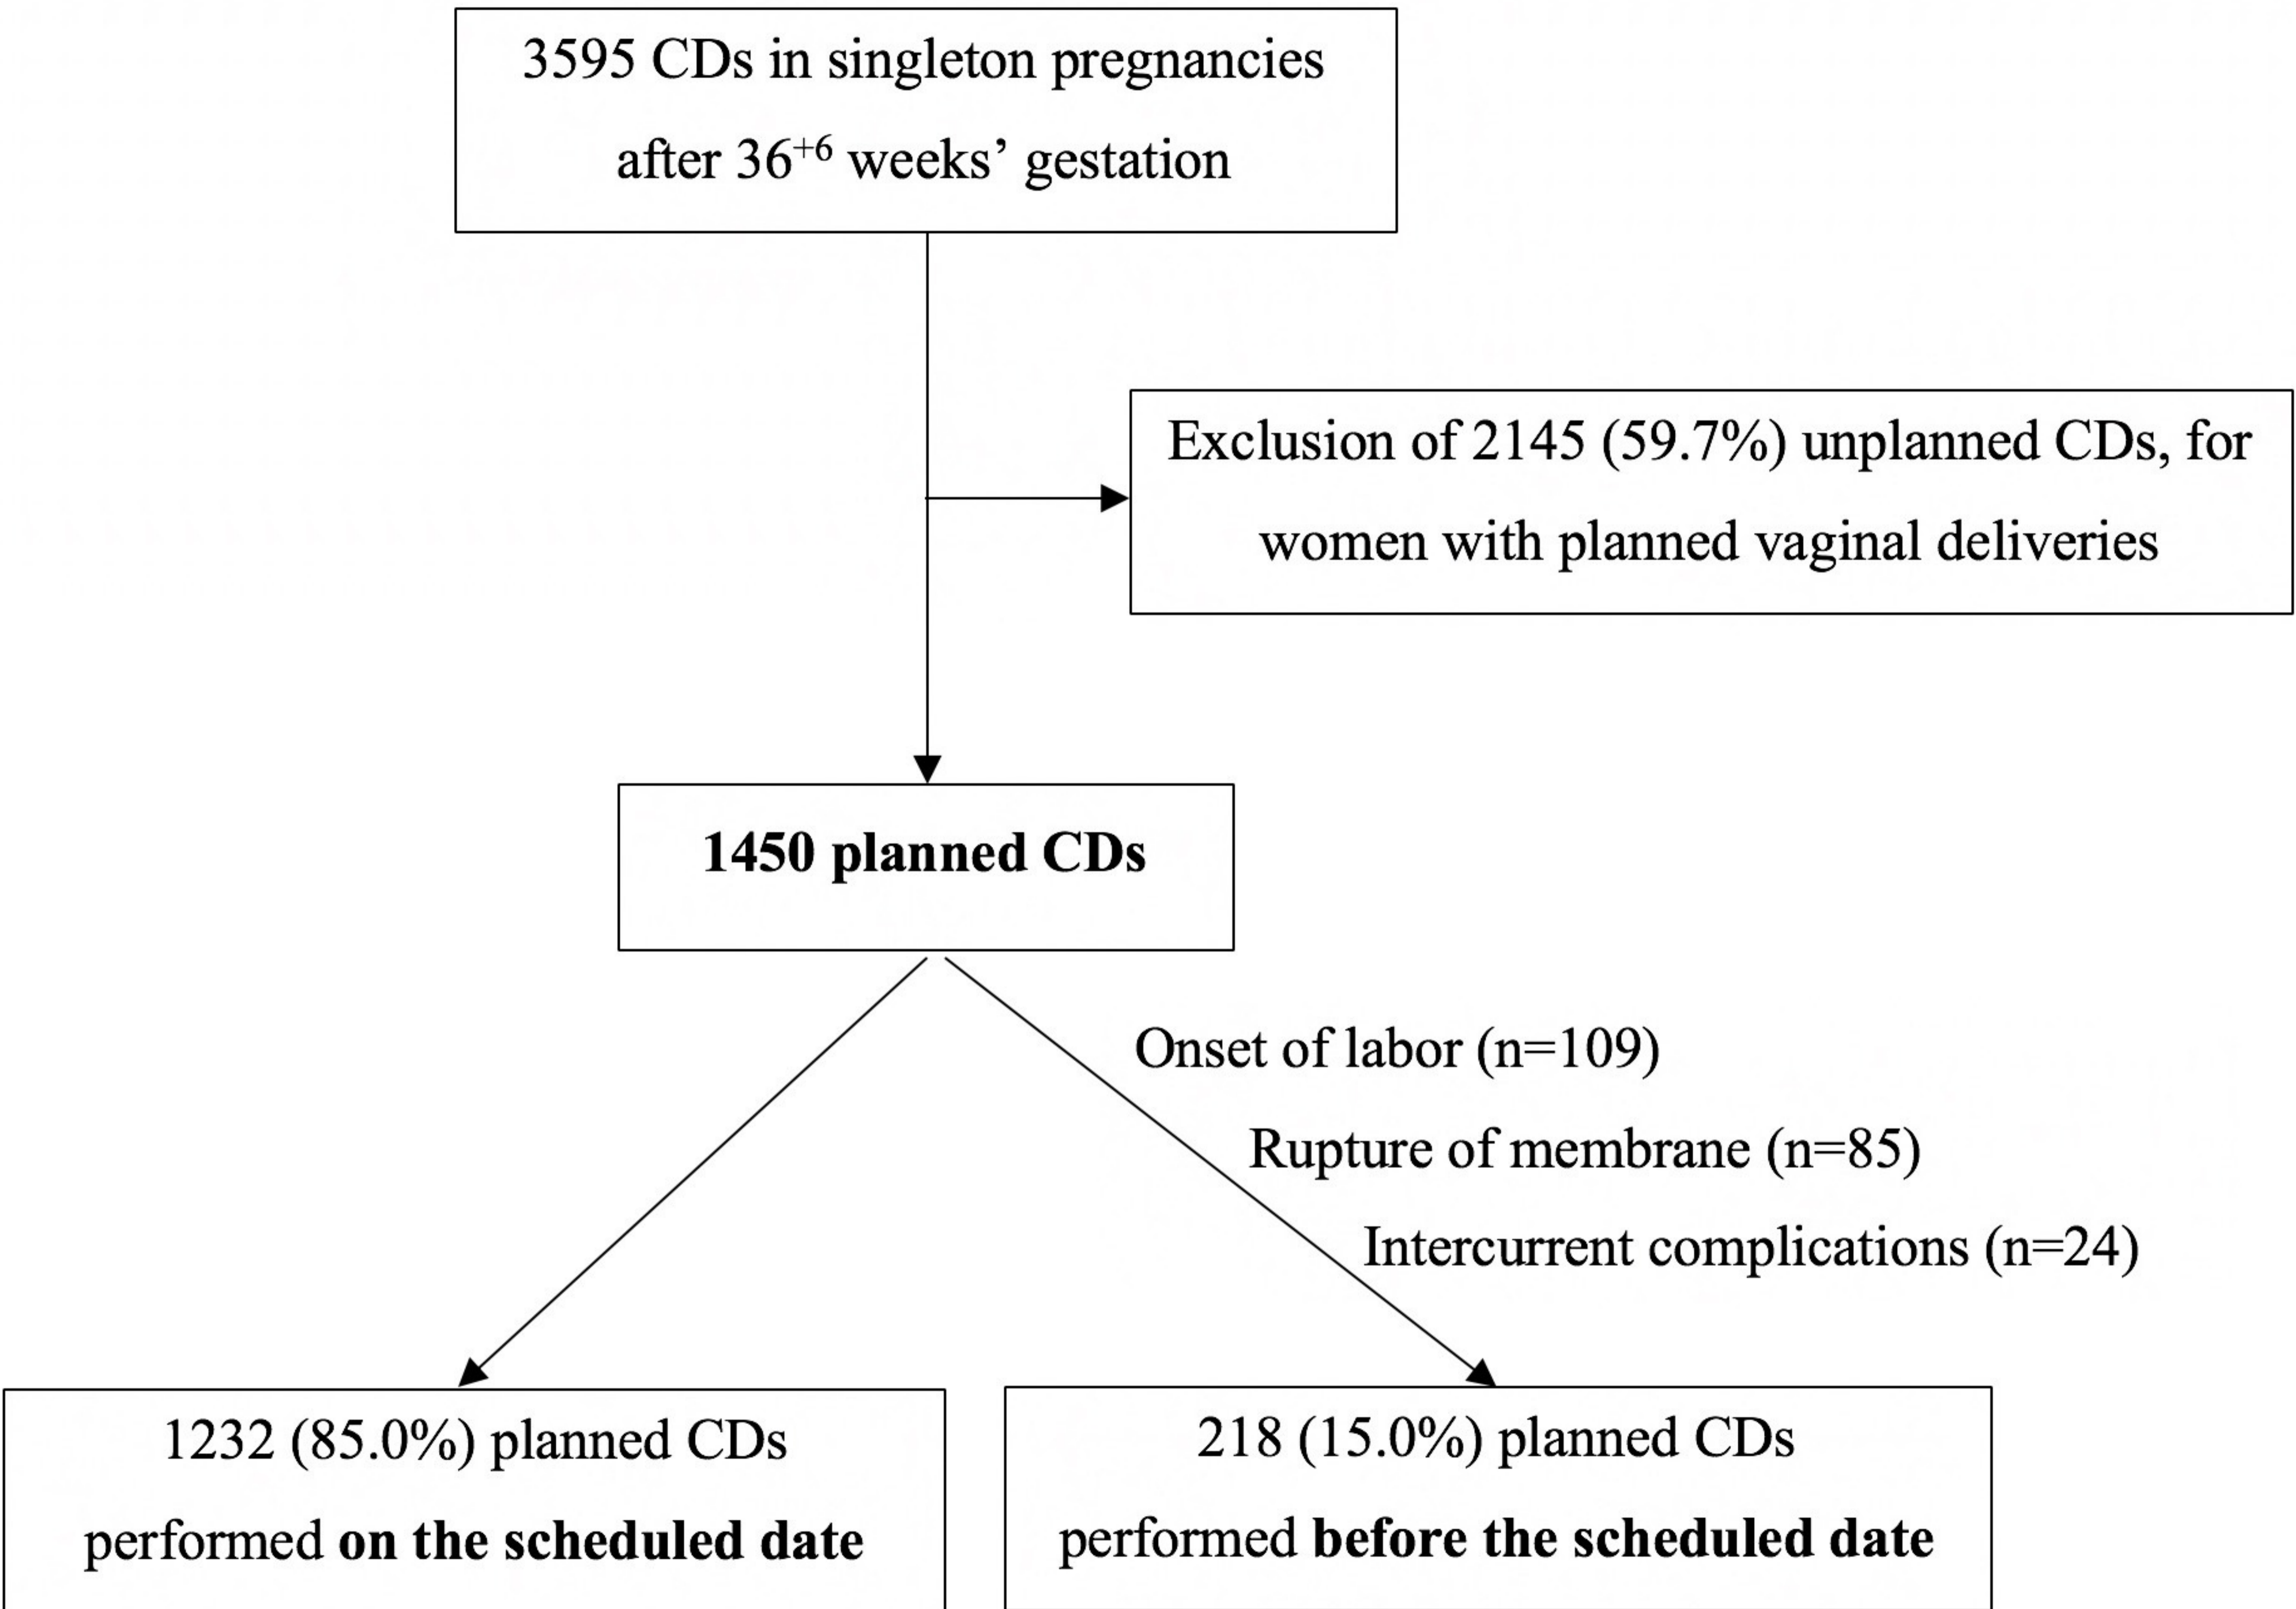 3595 CDs in singleton pregnancies
after 36⁺⁶ weeks’ gestation
Exclusion of 2145 (59.7%) unplanned CDs, for
women with planned vaginal deliveries
1450 planned CDs
Onset of labor (n=109)
Rupture of membrane (n=85)
Intercurrent complications (n=24)
1232 (85.0%) planned CDs
performed on the scheduled date
218 (15.0%) planned CDs
performed before the scheduled date